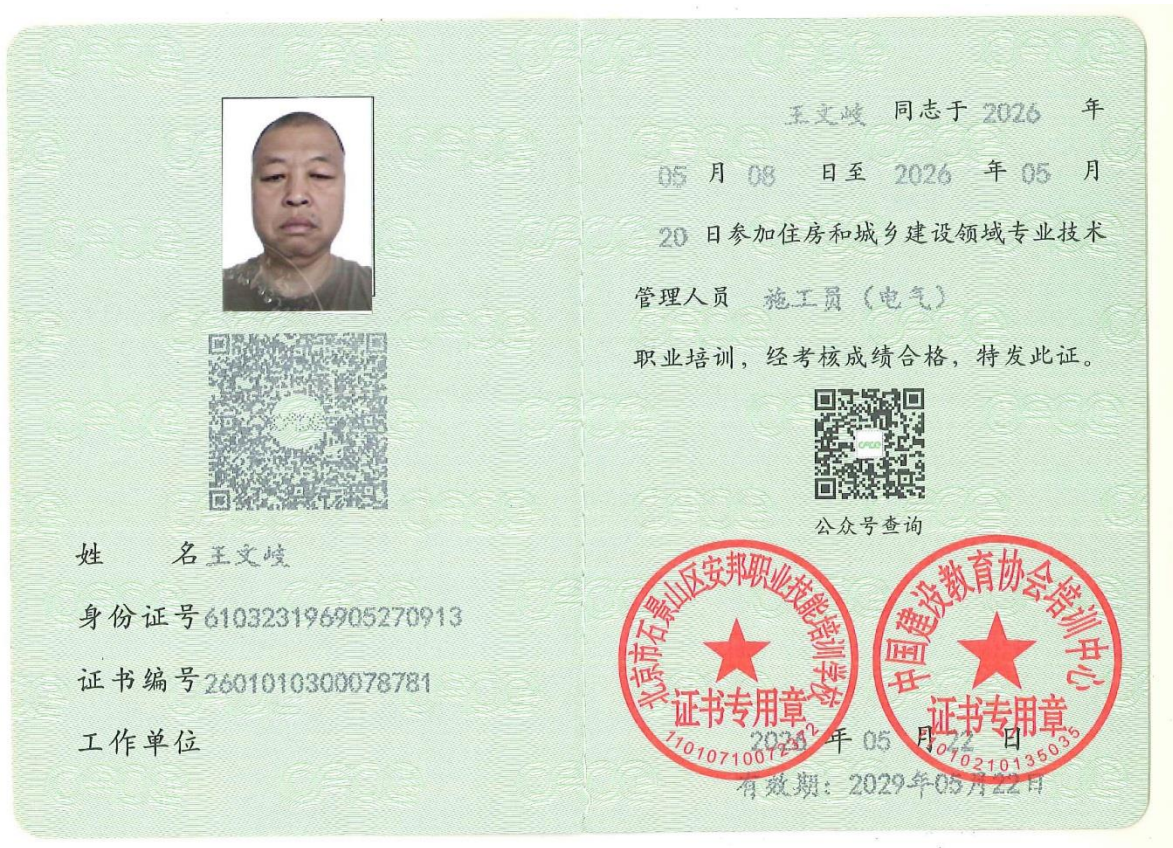 姓 名 王文岐
身份证号 610323196905270913
证书编号 2601010300078781
工作单位
王文岐 同志于 2026 年
05 月 08 日至 2026 年 05 月
20 日参加住房和城乡建设领域专业技术
管理人员 施工员（电气）
职业培训，经考核成绩合格，特发此证。
公众号查询
北京市石景山区安邦职业技能培训学校
证书专用章
中国建设教育协会培训中心
证书专用章
11010210135035
2026 年 05 月 22 日
有效期：2029年05月22日